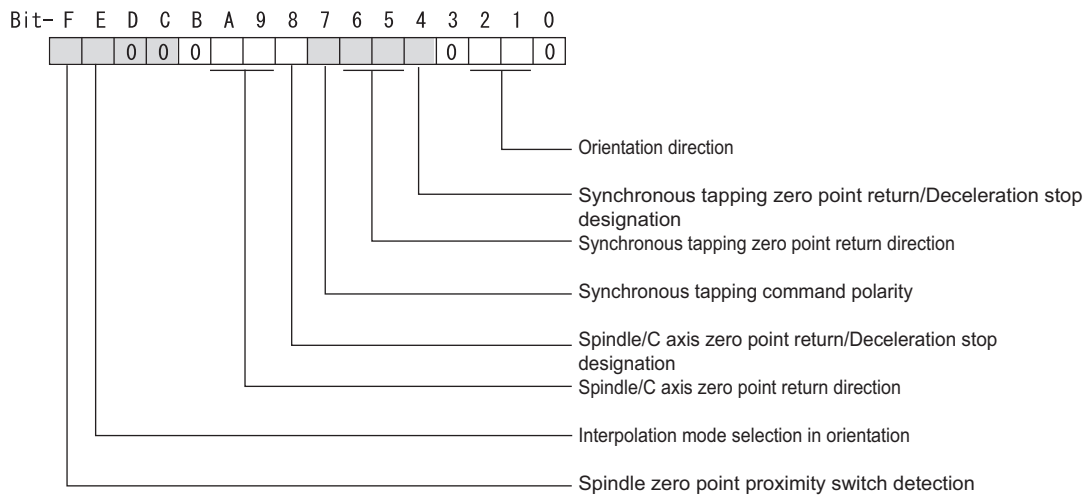 Bit- F E D C B A 9 8 7 6 5 4 3 2 1 0
0 0 0 0 0
Orientation direction
Synchronous tapping zero point return/Deceleration stop
designation
Synchronous tapping zero point return direction
Synchronous tapping command polarity
Spindle/C axis zero point return/Deceleration stop
designation
Spindle/C axis zero point return direction
Interpolation mode selection in orientation
Spindle zero point proximity switch detection